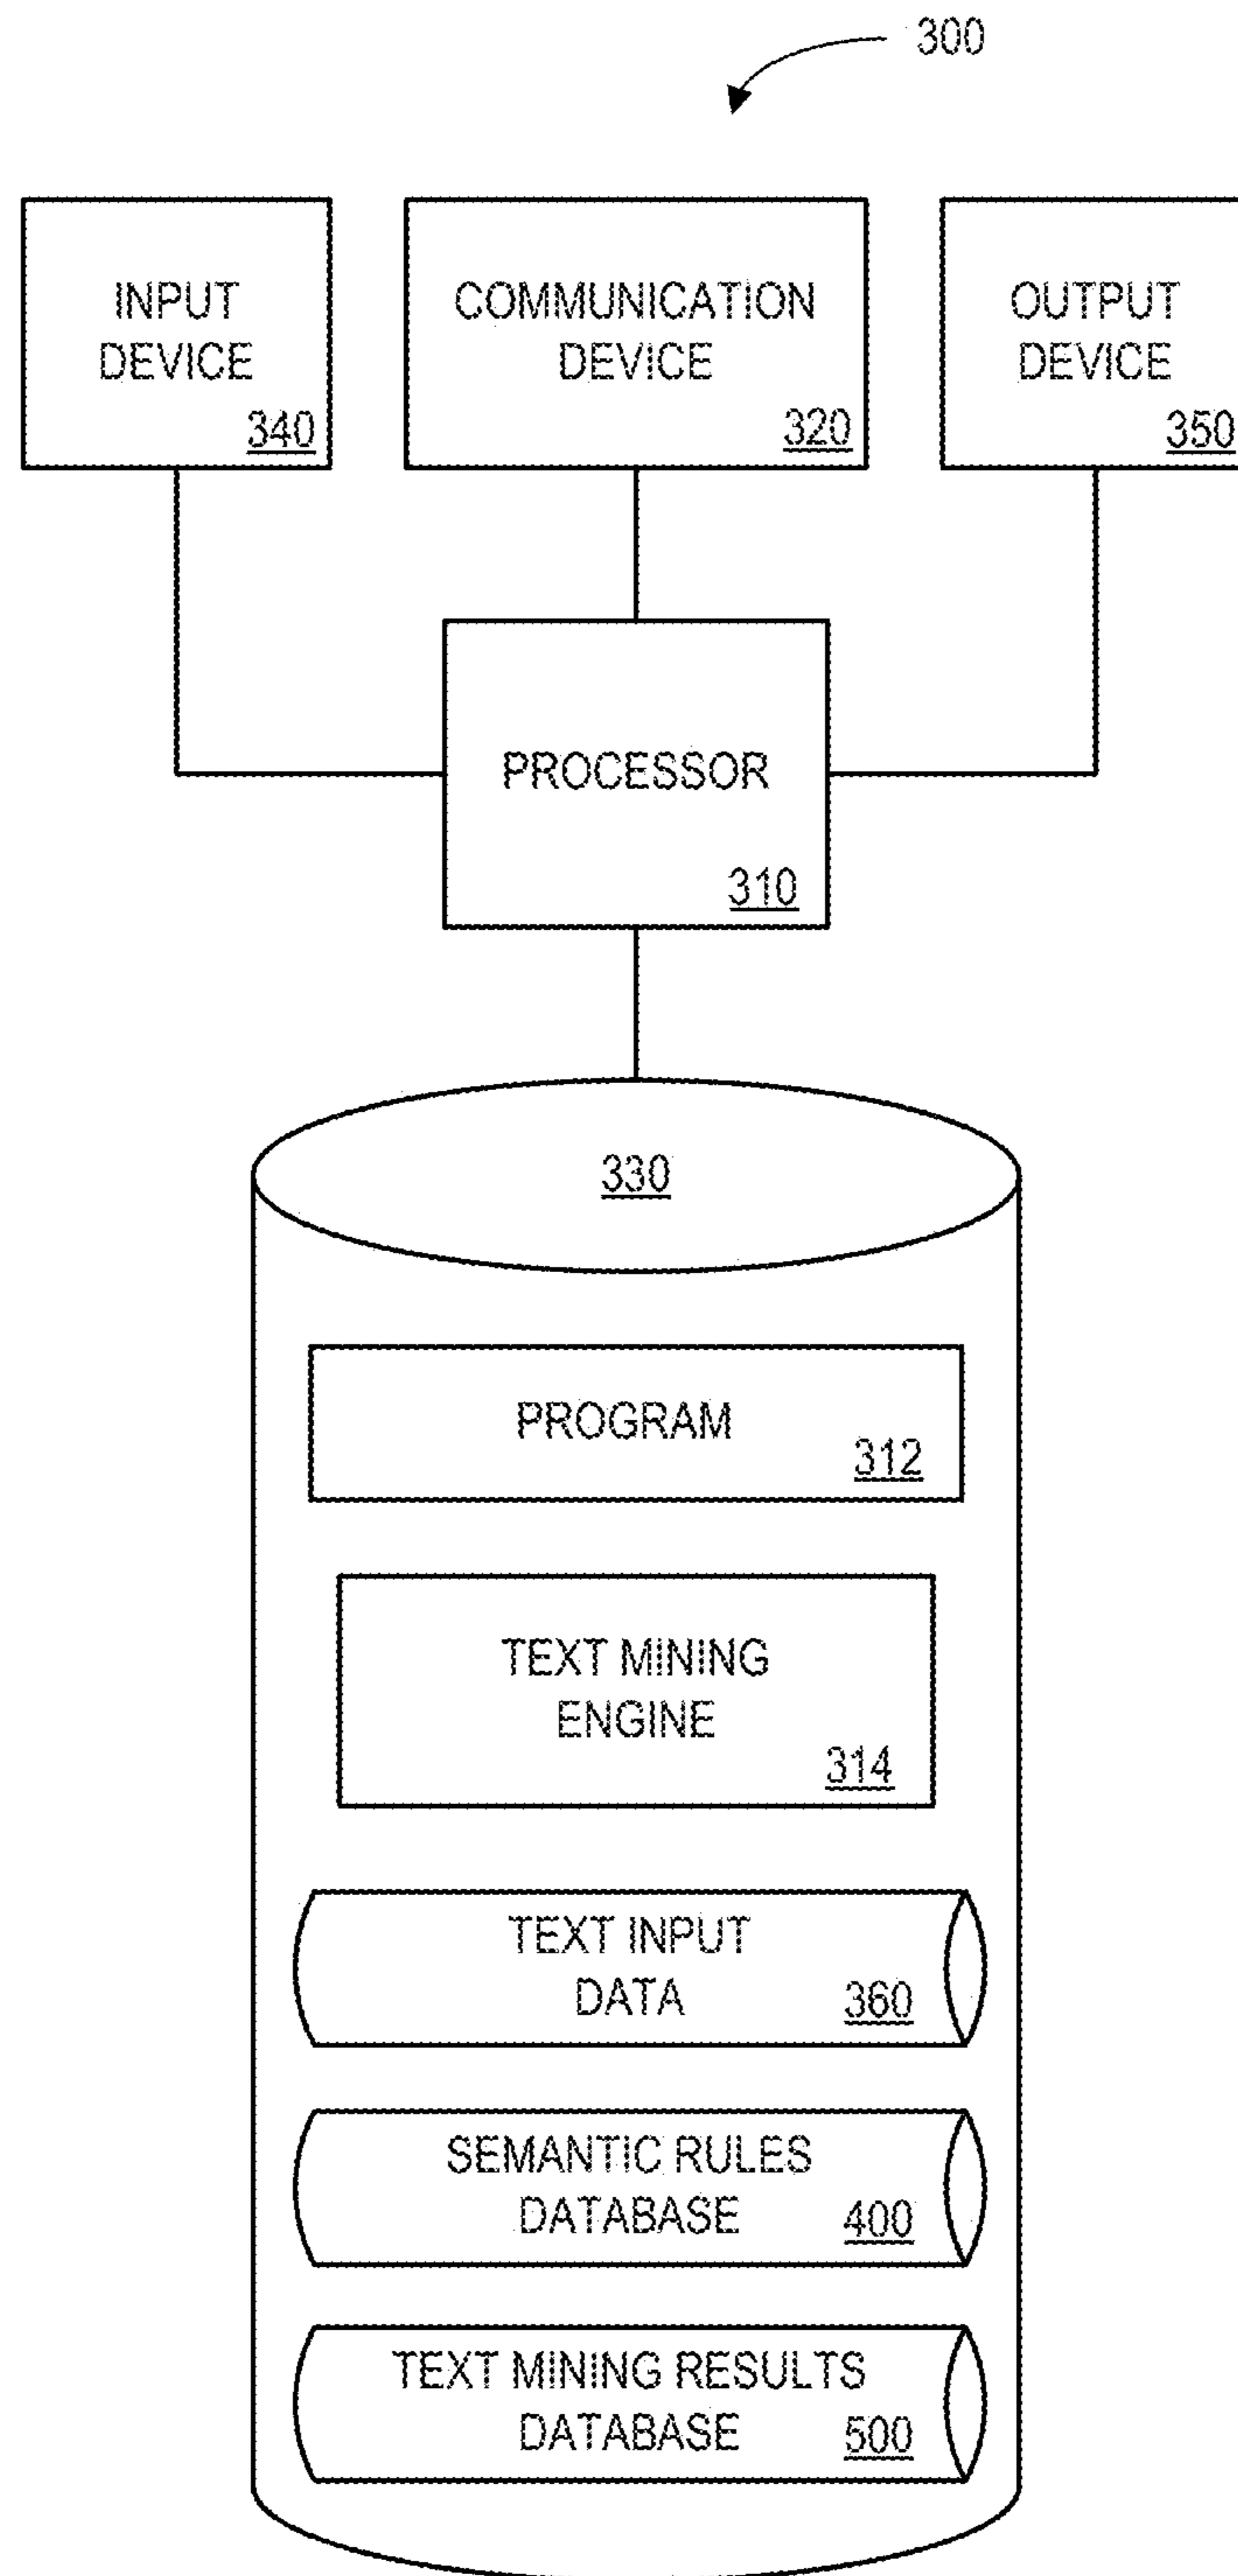 300
INPUT
DEVICE
340
COMMUNICATION
DEVICE
320
OUTPUT
DEVICE
350
PROCESSOR
310
330
PROGRAM
312
TEXT MINING
ENGINE
314
TEXT INPUT
DATA
360
SEMANTIC RULES
DATABASE
400
TEXT MINING RESULTS
DATABASE
500